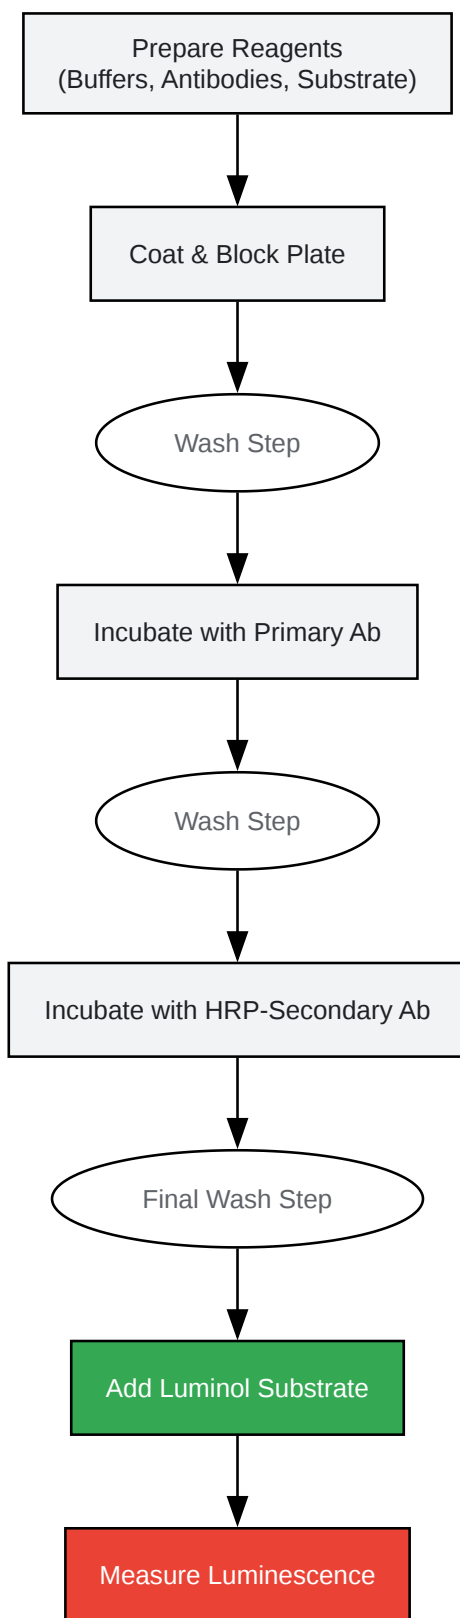 Prepare Reagents
(Buffers, Antibodies, Substrate)
Coat & Block Plate
Wash Step
Incubate with Primary Ab
Wash Step
Incubate with HRP-Secondary Ab
Final Wash Step
Add Luminol Substrate
Measure Luminescence